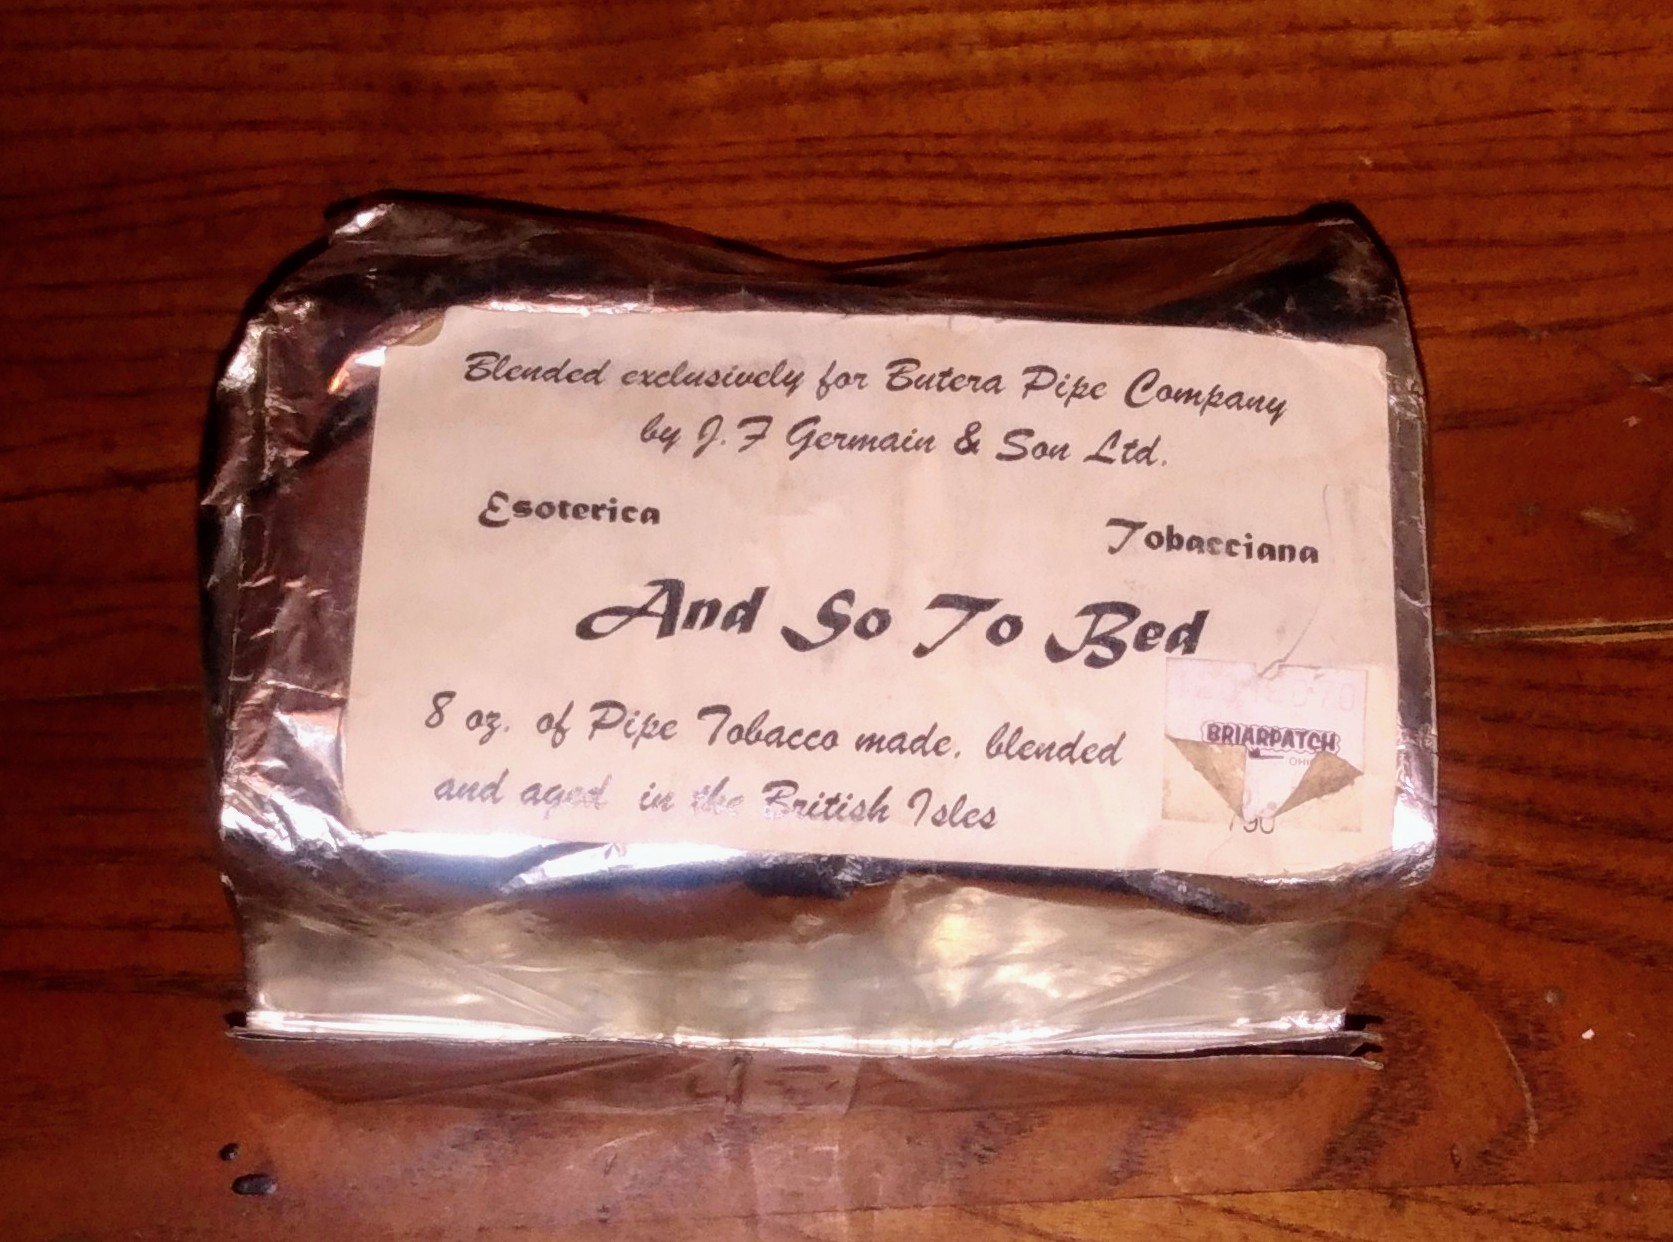 Blended exclusively for Butera Pipe Company
by J.F Germain & Son Ltd.
Esoterica Tobacciana
And So To Bed
8 oz. of Pipe Tobacco made, blended
and aged in the British Isles
BRIARPATCH
OHIO